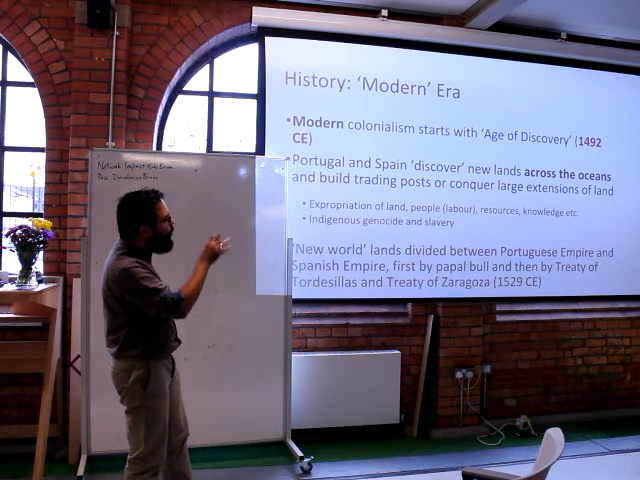 History: 'Modern' Era
•Modern colonialism starts with 'Age of Discovery' (1492
CE)
•Portugal and Spain 'discover' new lands across the oceans
and build trading posts or conquer large extensions of land
• Expropriation of land, people (labour), resources, knowledge etc.
• Indigenous genocide and slavery
'New world' lands divided between Portuguese Empire and
Spanish Empire, first by papal bull and then by Treaty of
Tordesillas and Treaty of Zaragoza (1529 CE)
Network